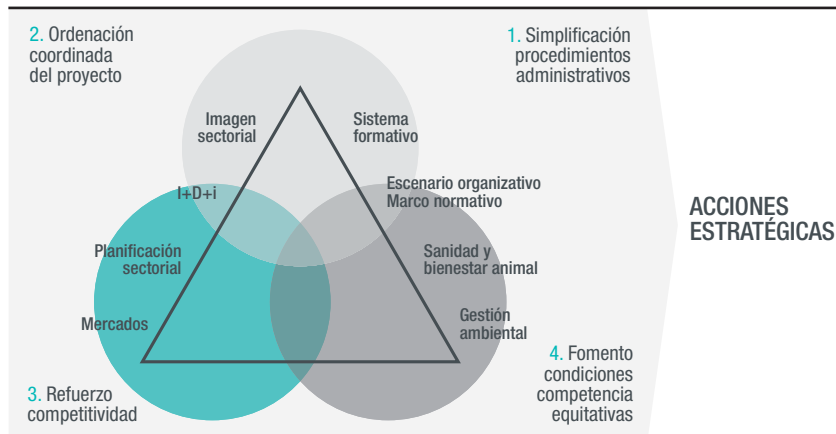 2. Ordenación
coordinada
del proyecto
1. Simplificación
procedimientos
administrativos
Imagen
sectorial
Sistema
formativo
I+D+i
Escenario organizativo
Marco normativo
Planificación
sectorial
Sanidad y
bienestar animal
Mercados
Gestión
ambiental
3. Refuerzo
competitividad
4. Fomento
condiciones
competencia
equitativas
ACCIONES
ESTRATÉGICAS